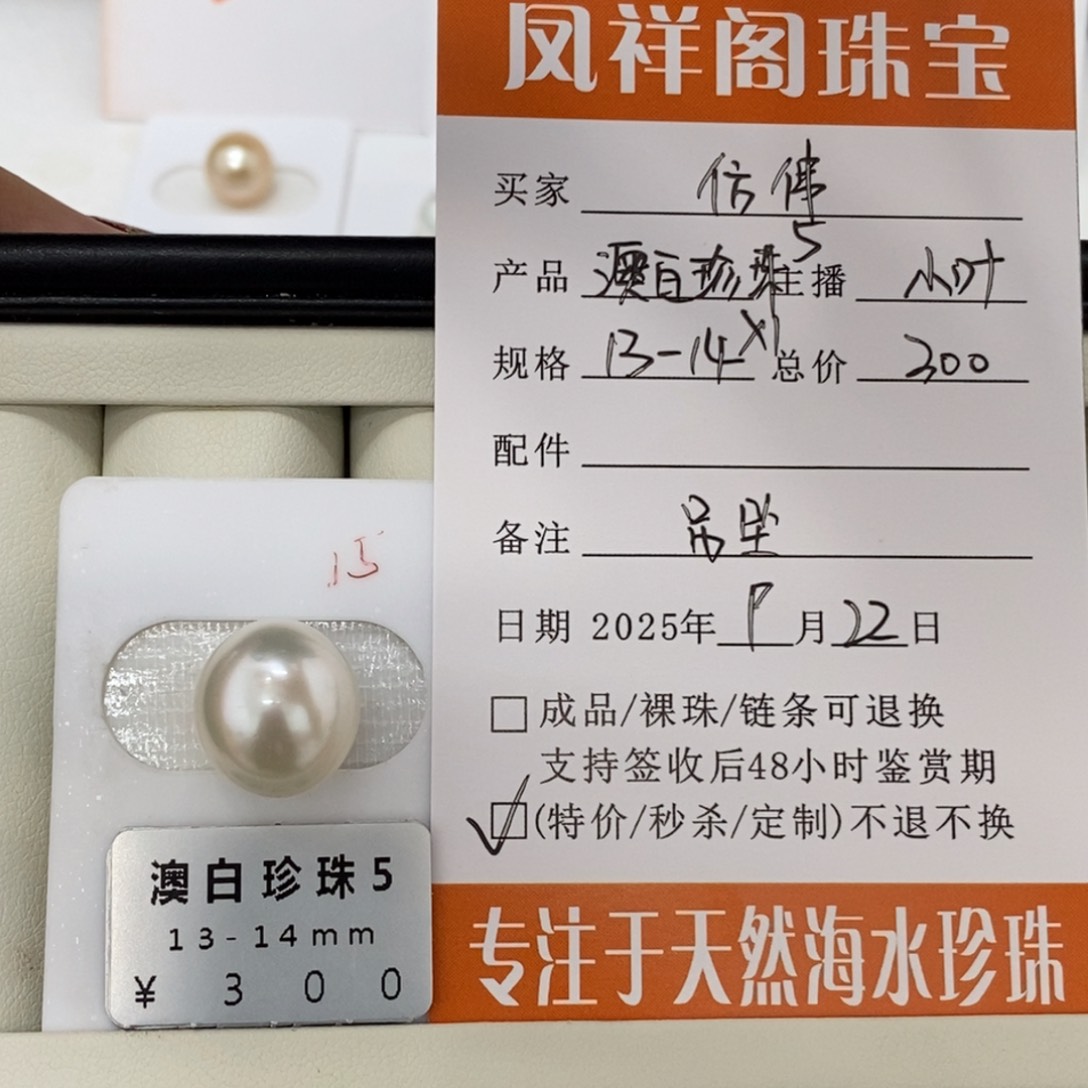 凤祥阁珠宝
买家 信伟
产品 澳白珍珠5 主播 小叶
规格 13-14 X1 总价 300
配件
备注 吊坠
日期 2025年 月22日
成品/裸珠/链条可退换
支持签收后48小时鉴赏期
(特价/秒杀/定制)不退不换
专注于天然海水珍珠
15
澳白珍珠5
13-14mm
¥ 300